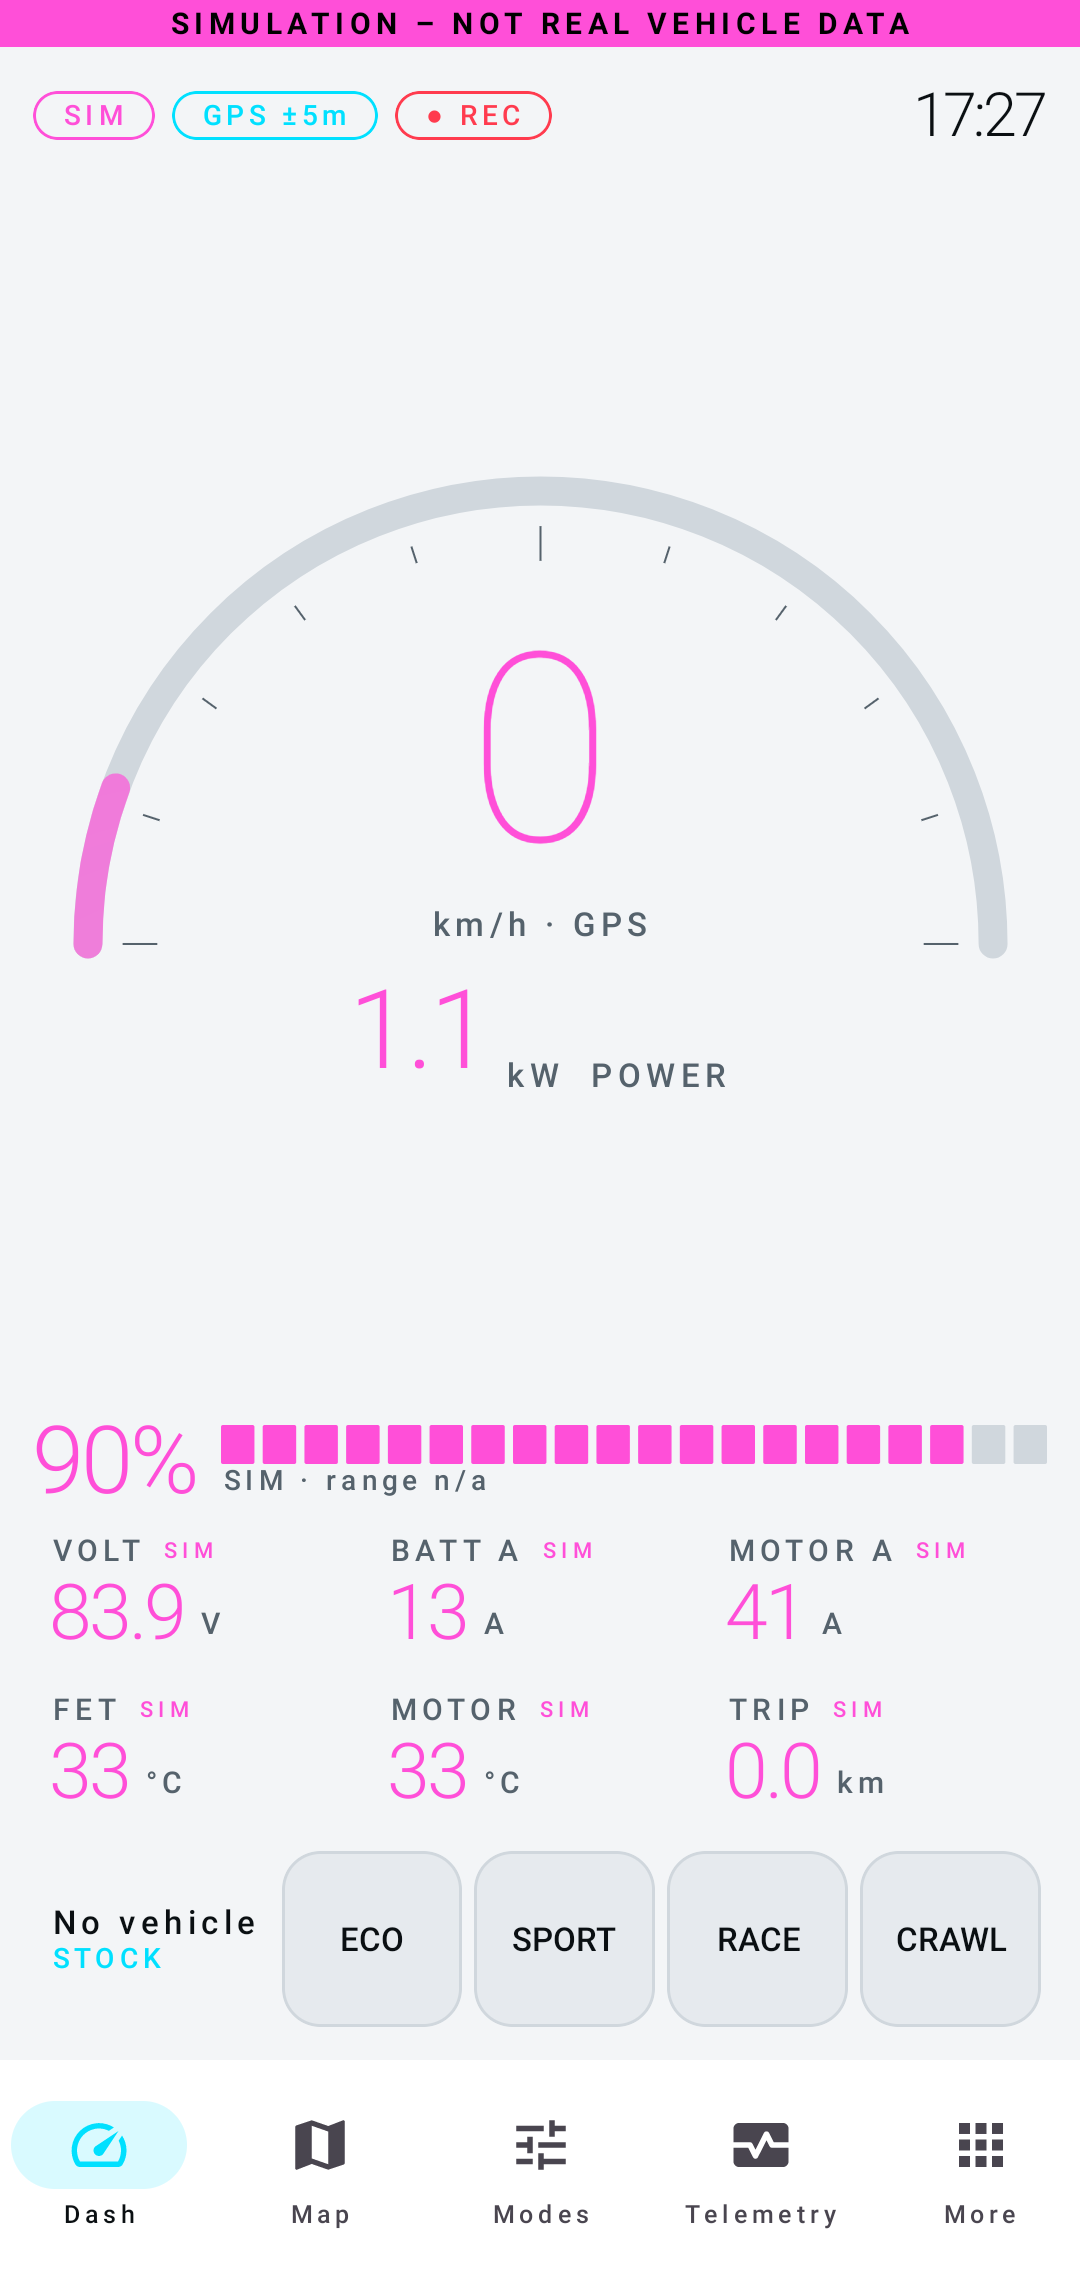 SIMULATION – NOT REAL VEHICLE DATA
SIM GPS ±5m ● REC 17:27
0
km/h · GPS
1.1 kW POWER
90%
SIM · range n/a
VOLT SIM BATT A SIM MOTOR A SIM
83.9 V 13 A 41 A
FET SIM MOTOR SIM TRIP SIM
33 °C 33 °C 0.0 km
No vehicle
STOCK
ECO SPORT RACE CRAWL
Dash Map Modes Telemetry More